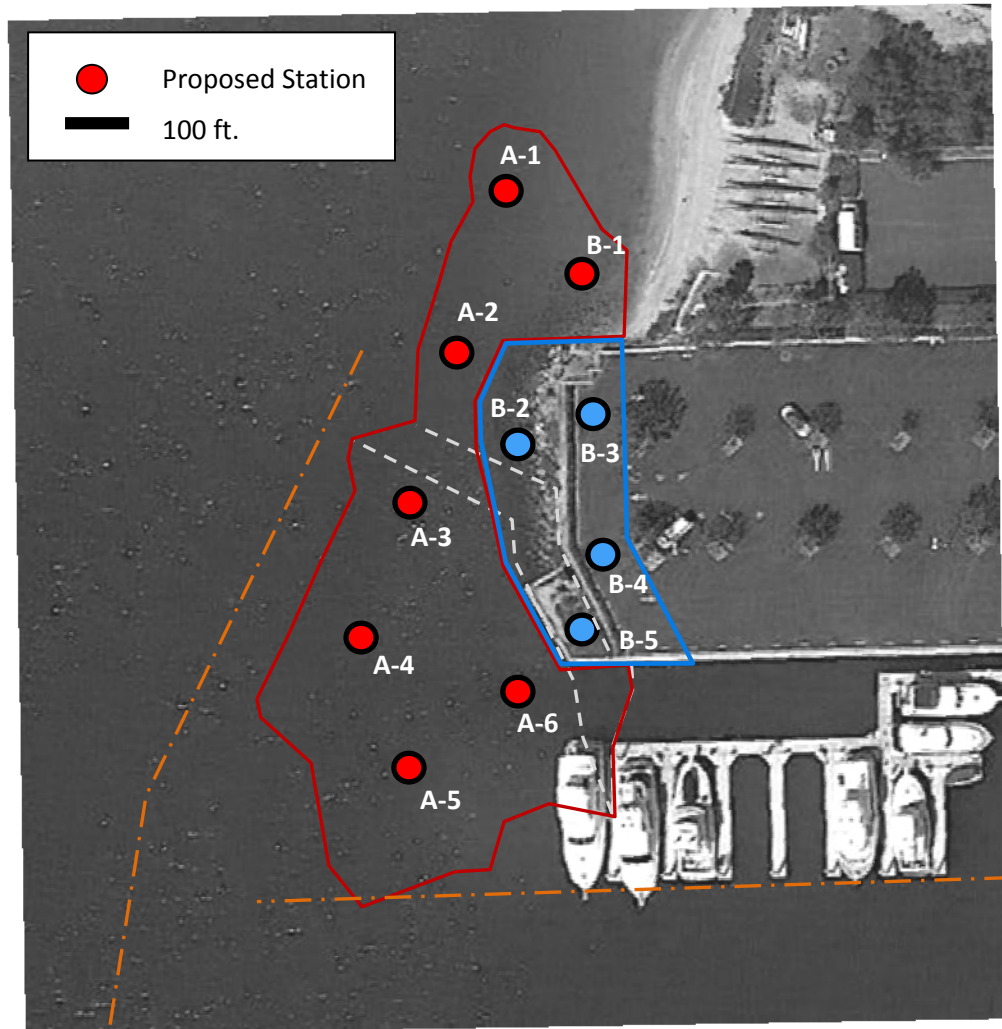 Proposed Station
100 ft.
A-1
B-1
A-2
B-2
B-3
A-3
B-4
A-4
B-5
A-6
A-5